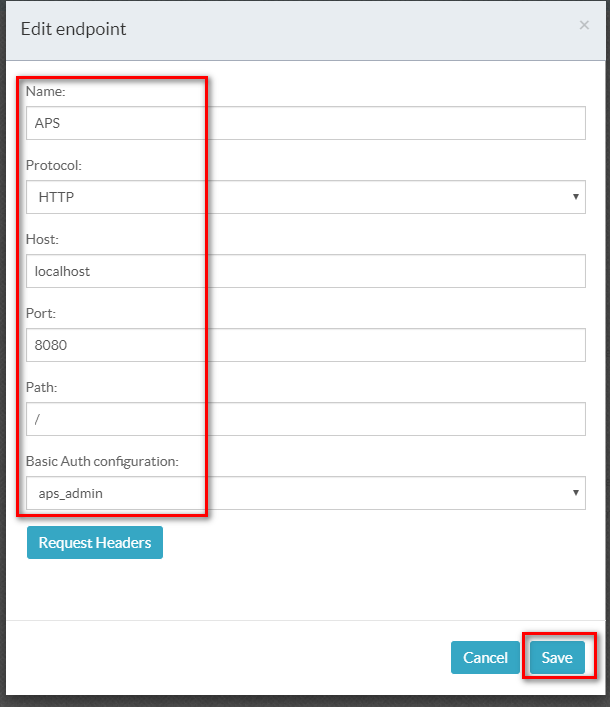 Edit endpoint ×
Name:
APS
Protocol:
HTTP
Host:
localhost
Port:
8080
Path:
/
Basic Auth configuration:
aps_admin
Request Headers
Cancel Save